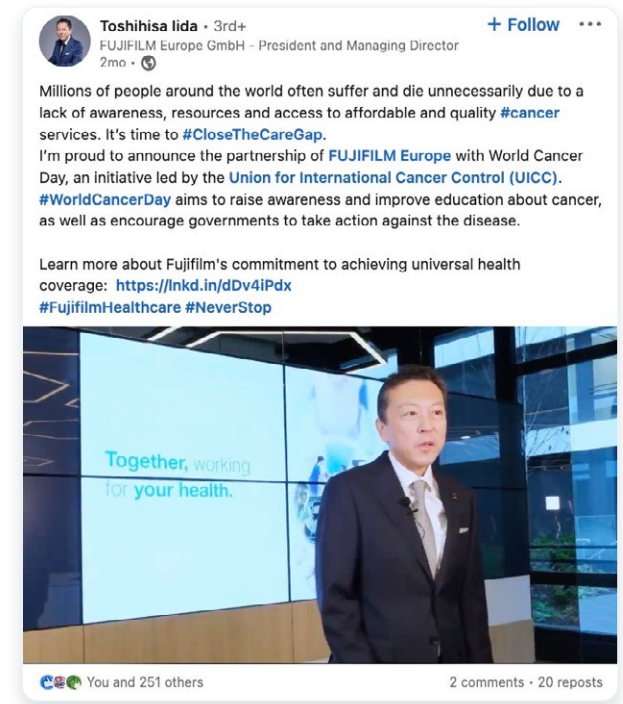 Toshihisa Iida • 3rd+
+ Follow
FUJIFILM Europe GmbH - President and Managing Director
2mo •
Millions of people around the world often suffer and die unnecessarily due to a
lack of awareness, resources and access to affordable and quality #cancer
services. It’s time to #CloseTheCareGap.
I’m proud to announce the partnership of FUJIFILM Europe with World Cancer
Day, an initiative led by the Union for International Cancer Control (UICC).
#WorldCancerDay aims to raise awareness and improve education about cancer,
as well as encourage governments to take action against the disease.
Learn more about Fujifilm's commitment to achieving universal health
coverage: https://lnkd.in/dDv4iPdx
#FujifilmHealthcare #NeverStop
Together, working
for your health.
You and 251 others
2 comments • 20 reposts